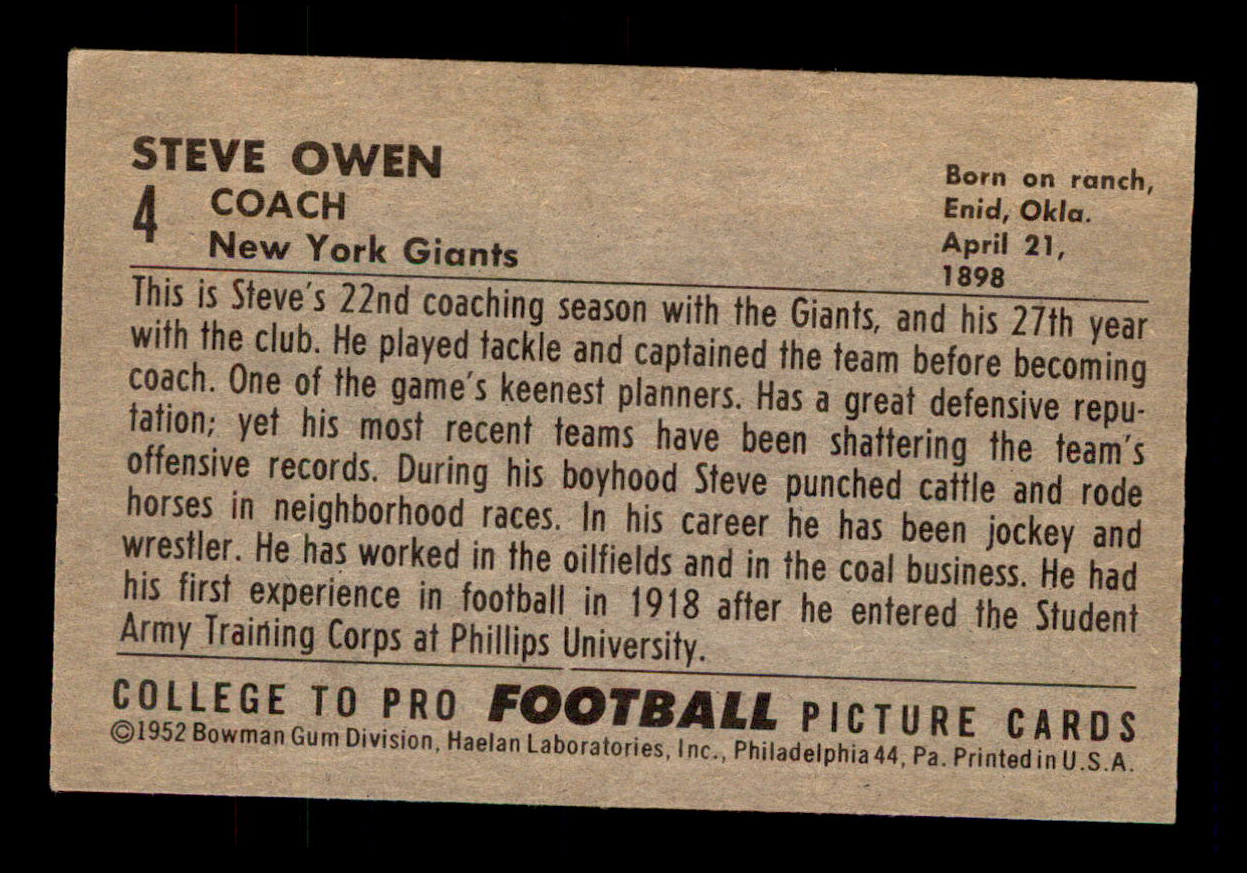 STEVE OWEN
4 COACH
New York Giants
Born on ranch,
Enid, Okla.
April 21,
1898
This is Steve's 22nd coaching season with the Giants, and his 27th year
with the club. He played tackle and captained the team before becoming
coach. One of the game's keenest planners. Has a great defensive repu-
tation; yet his most recent teams have been shattering the team's
offensive records. During his boyhood Steve punched cattle and rode
horses in neighborhood races. In his career he has been jockey and
wrestler. He has worked in the oilfields and in the coal business. He had
his first experience in football in 1918 after he entered the Student
Army Training Corps at Phillips University.
COLLEGE TO PRO FOOTBALL PICTURE CARDS
©1952 Bowman Gum Division, Haelan Laboratories, Inc., Philadelphia 44, Pa. Printed in U.S.A.